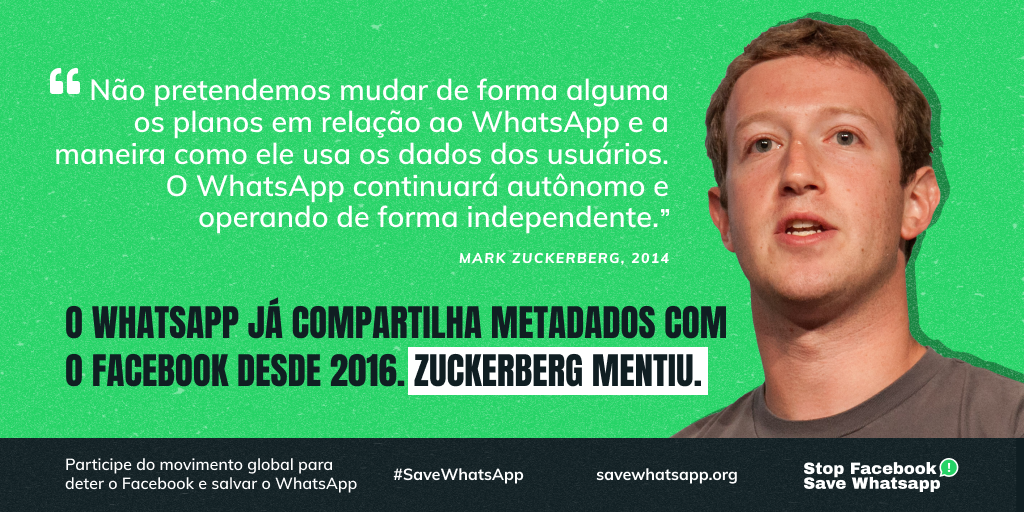 “ Não pretendemos mudar de forma alguma
os planos em relação ao WhatsApp e a
maneira como ele usa os dados dos usuários.
O WhatsApp continuará autônomo e
operando de forma independente.”
MARK ZUCKERBERG, 2014
O WHATSAPP JÁ COMPARTILHA METADADOS COM
O FACEBOOK DESDE 2016. ZUCKERBERG MENTIU.
Participe do movimento global para
deter o Facebook e salvar o WhatsApp
#SaveWhatsApp
savewhatsapp.org
Stop Facebook
Save Whatsapp